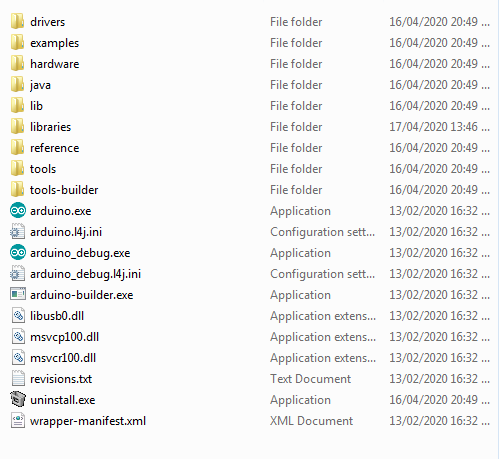 drivers File folder 16/04/2020 20:49 ...
examples File folder 16/04/2020 20:49 ...
hardware File folder 16/04/2020 20:49 ...
java File folder 16/04/2020 20:49 ...
lib File folder 16/04/2020 20:49 ...
libraries File folder 17/04/2020 13:46 ...
reference File folder 16/04/2020 20:49 ...
tools File folder 16/04/2020 20:49 ...
tools-builder File folder 16/04/2020 20:49 ...
arduino.exe Application 13/02/2020 16:32 ...
arduino.l4j.ini Configuration sett... 13/02/2020 16:32 ...
arduino_debug.exe Application 13/02/2020 16:32 ...
arduino_debug.l4j.ini Configuration sett... 13/02/2020 16:32 ...
arduino-builder.exe Application 13/02/2020 16:32 ...
libusb0.dll Application extens... 13/02/2020 16:32 ...
msvcp100.dll Application extens... 13/02/2020 16:32 ...
msvcr100.dll Application extens... 13/02/2020 16:32 ...
revisions.txt Text Document 13/02/2020 16:32 ...
uninstall.exe Application 16/04/2020 20:49 ...
wrapper-manifest.xml XML Document 13/02/2020 16:32 ...